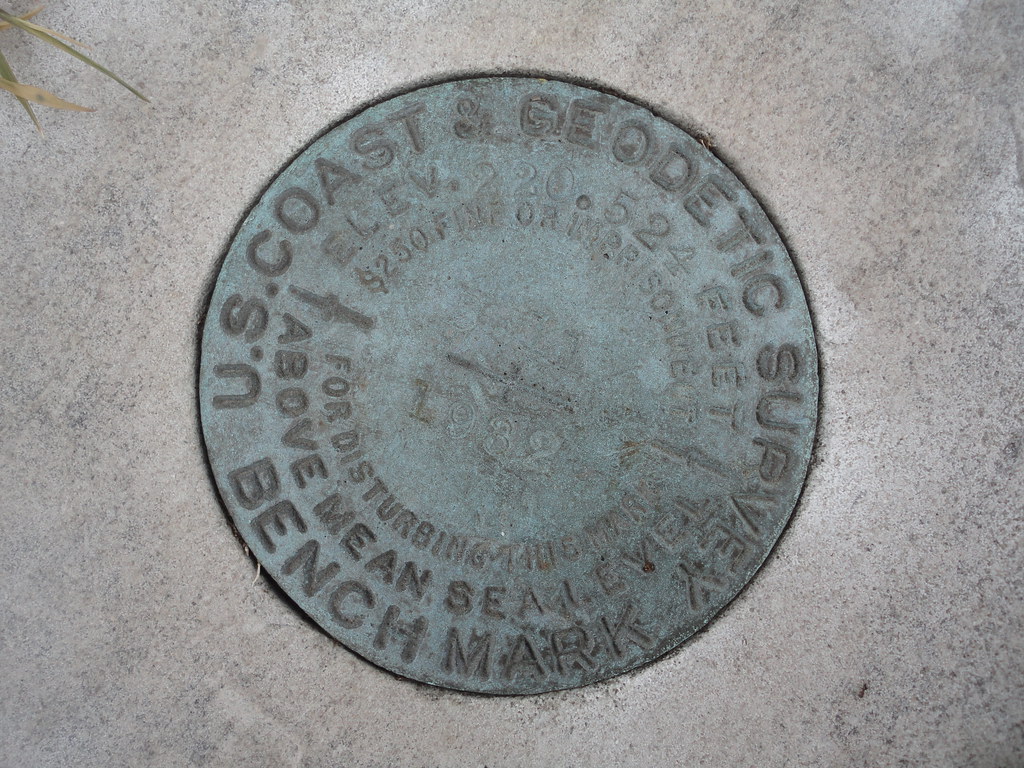 U.S. COAST & GEODETIC SURVEY
BENCH MARK
ELEV. 220.524 FEET
ABOVE MEAN SEA LEVEL
$250 FINE OR IMPRISONMENT
FOR DISTURBING THIS MARK
1932